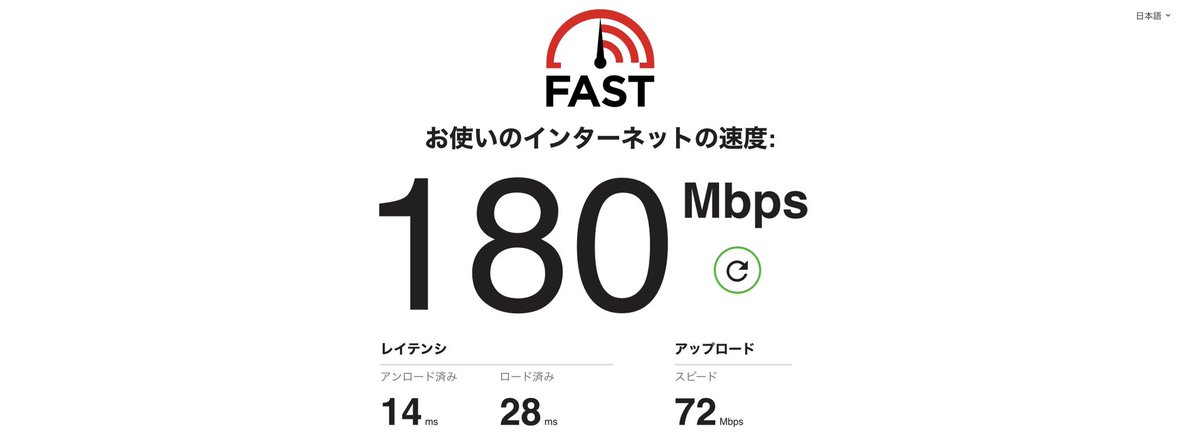 日本語
FAST
お使いのインターネットの速度:
180 Mbps
レイテンシ
アンロード済み ロード済み
14 ms 28 ms
アップロード
スピード
72 Mbps